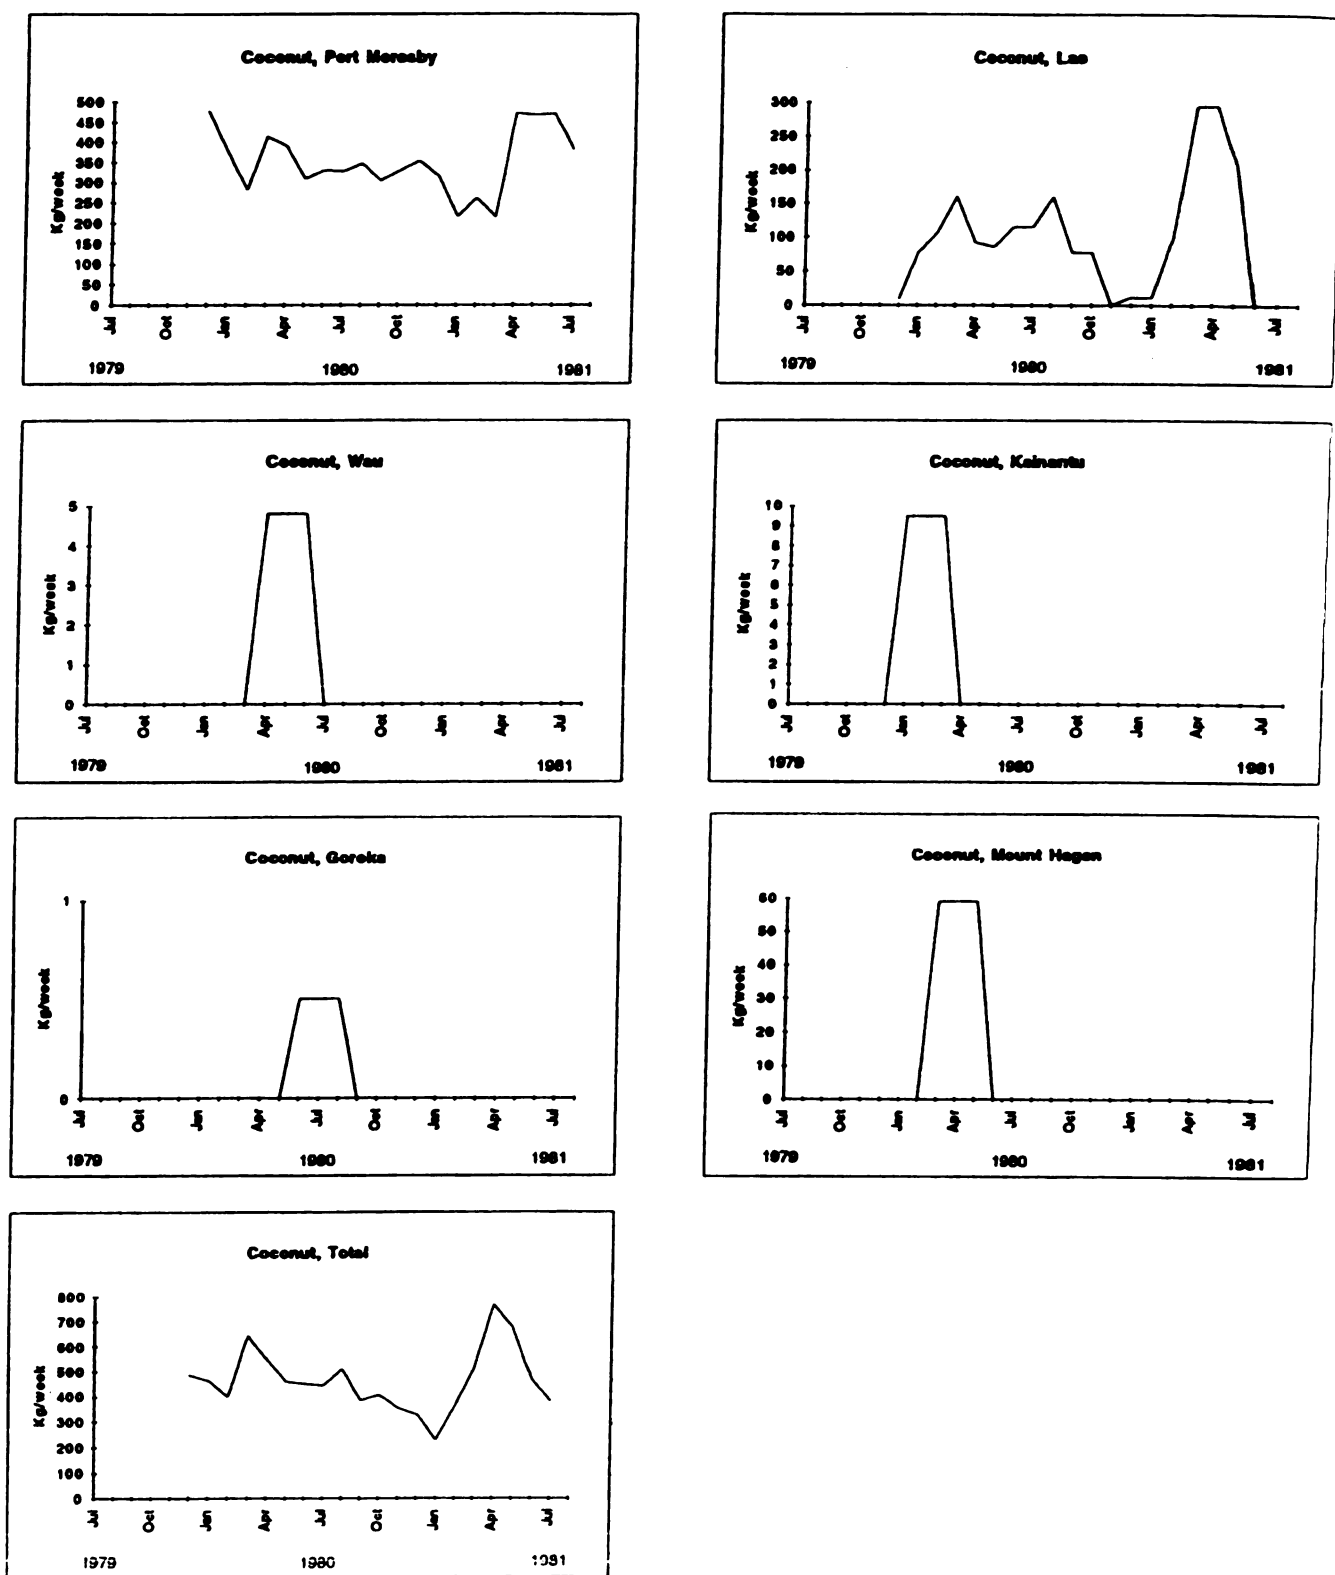 Coconut, Port Moresby
500
450
400
350
300
250
200
150
100
50
0
Kg/week
Jul
Oct
Jan
Apr
Jul
Oct
Jan
Apr
Jul
1979
1980
1981
Coconut, Lae
300
250
200
150
100
50
0
Kg/week
Jul
Oct
Jan
Apr
Jul
Oct
Jan
Apr
Jul
1979
1980
1981
Coconut, Wau
5
4
3
2
1
0
Kg/week
Jul
Oct
Jan
Apr
Jul
Oct
Jan
Apr
Jul
1979
1980
1981
Coconut, Kainantu
10
9
8
7
6
5
4
3
2
1
0
Kg/week
Jul
Oct
Jan
Apr
Jul
Oct
Jan
Apr
Jul
1979
1980
1981
Coconut, Goroka
1
0
Kg/week
Jul
Oct
Jan
Apr
Jul
Oct
Jan
Apr
Jul
1979
1980
1981
Coconut, Mount Hagen
60
50
40
30
20
10
0
Kg/week
Jul
Oct
Jan
Apr
Jul
Oct
Jan
Apr
Jul
1979
1980
1981
Coconut, Total
800
700
600
500
400
300
200
100
0
Kg/week
Jul
Oct
Jan
Apr
Jul
Oct
Jan
Apr
Jul
1979
1980
1981